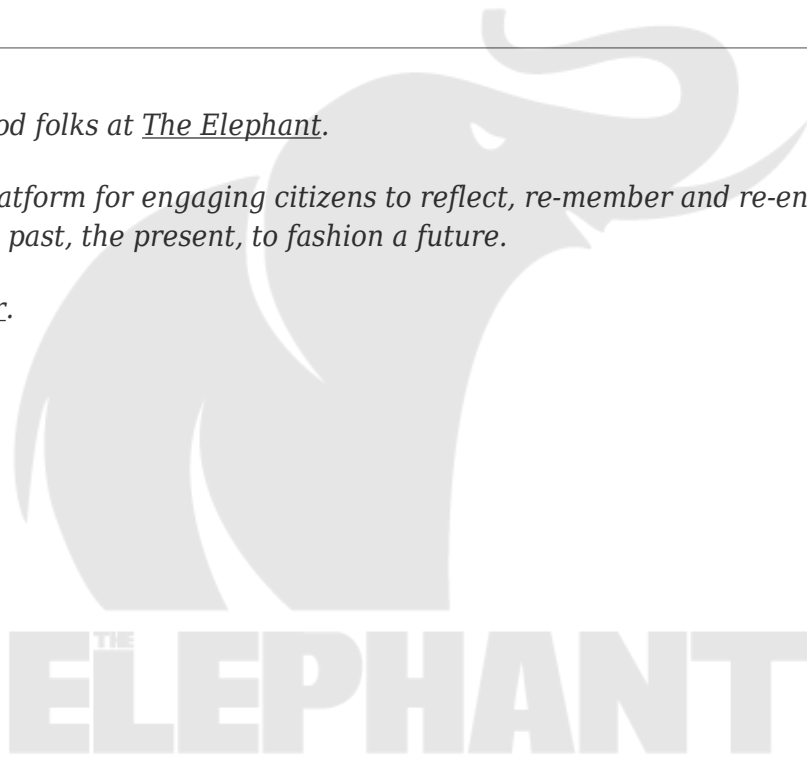 od folks at The Elephant.
atform for engaging citizens to reflect, re-member and re-en
past, the present, to fashion a future.
r.
THE
ELEPHANT